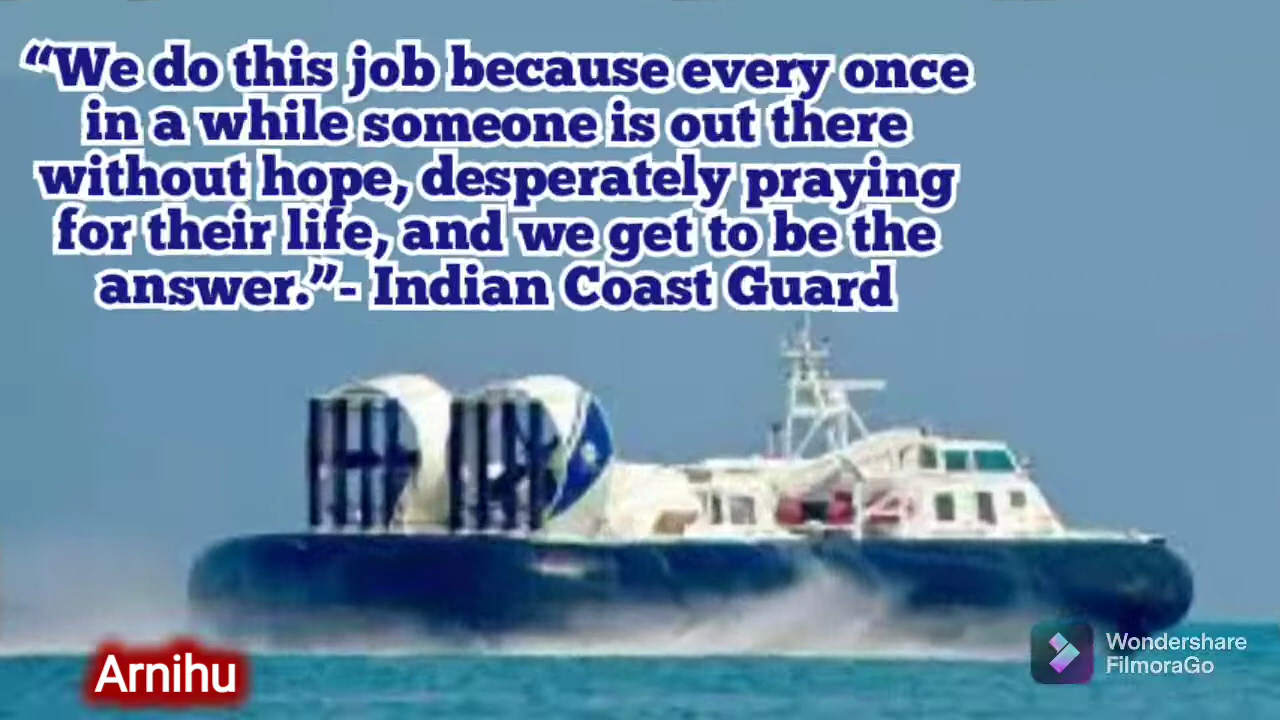 “We do this job because every once
in a while someone is out there
without hope, desperately praying
for their life, and we get to be the
answer.”- Indian Coast Guard
Arnihu
Wondershare
FilmoraGo